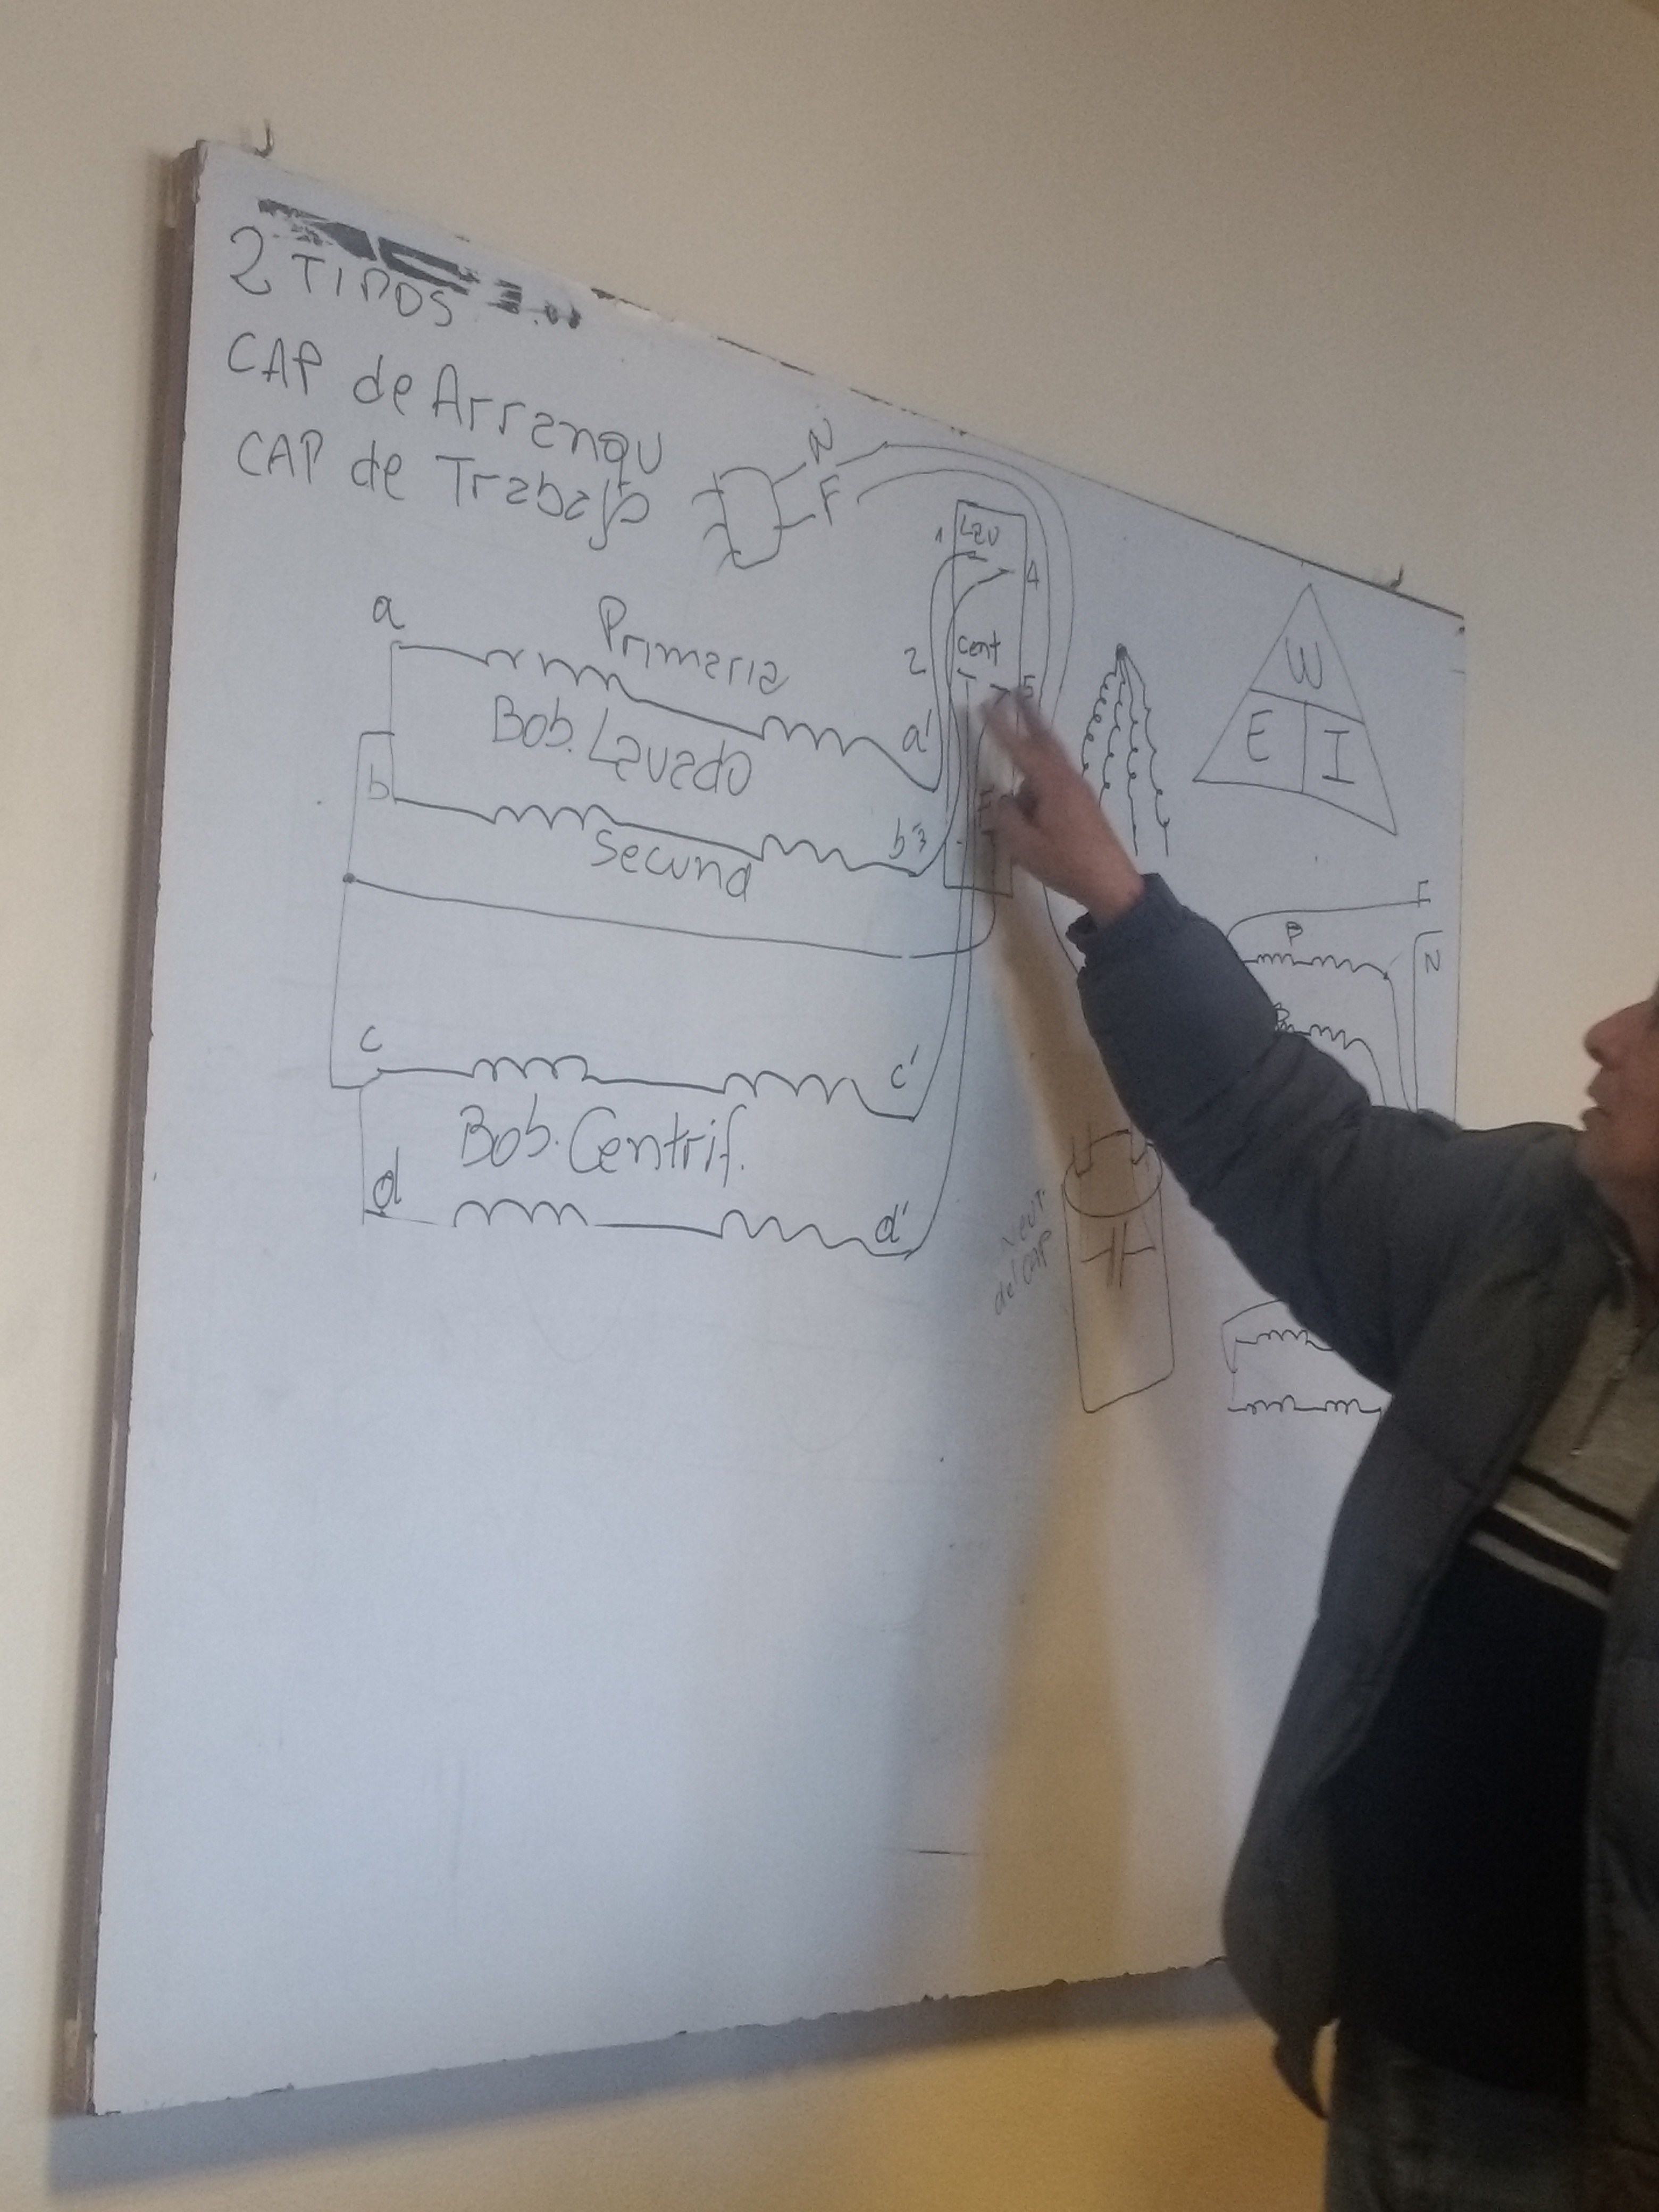 2 TIPOS
CAP de Arranqu
CAP de Trabajo
N
F
1 Lav
4
a
Primaria
2 Cent
5
Bob. Lavado
a'
b
b' 3
Secund
W
E I
F
P
N
c
c'
Bob. Centrif.
d
d'
del CAP